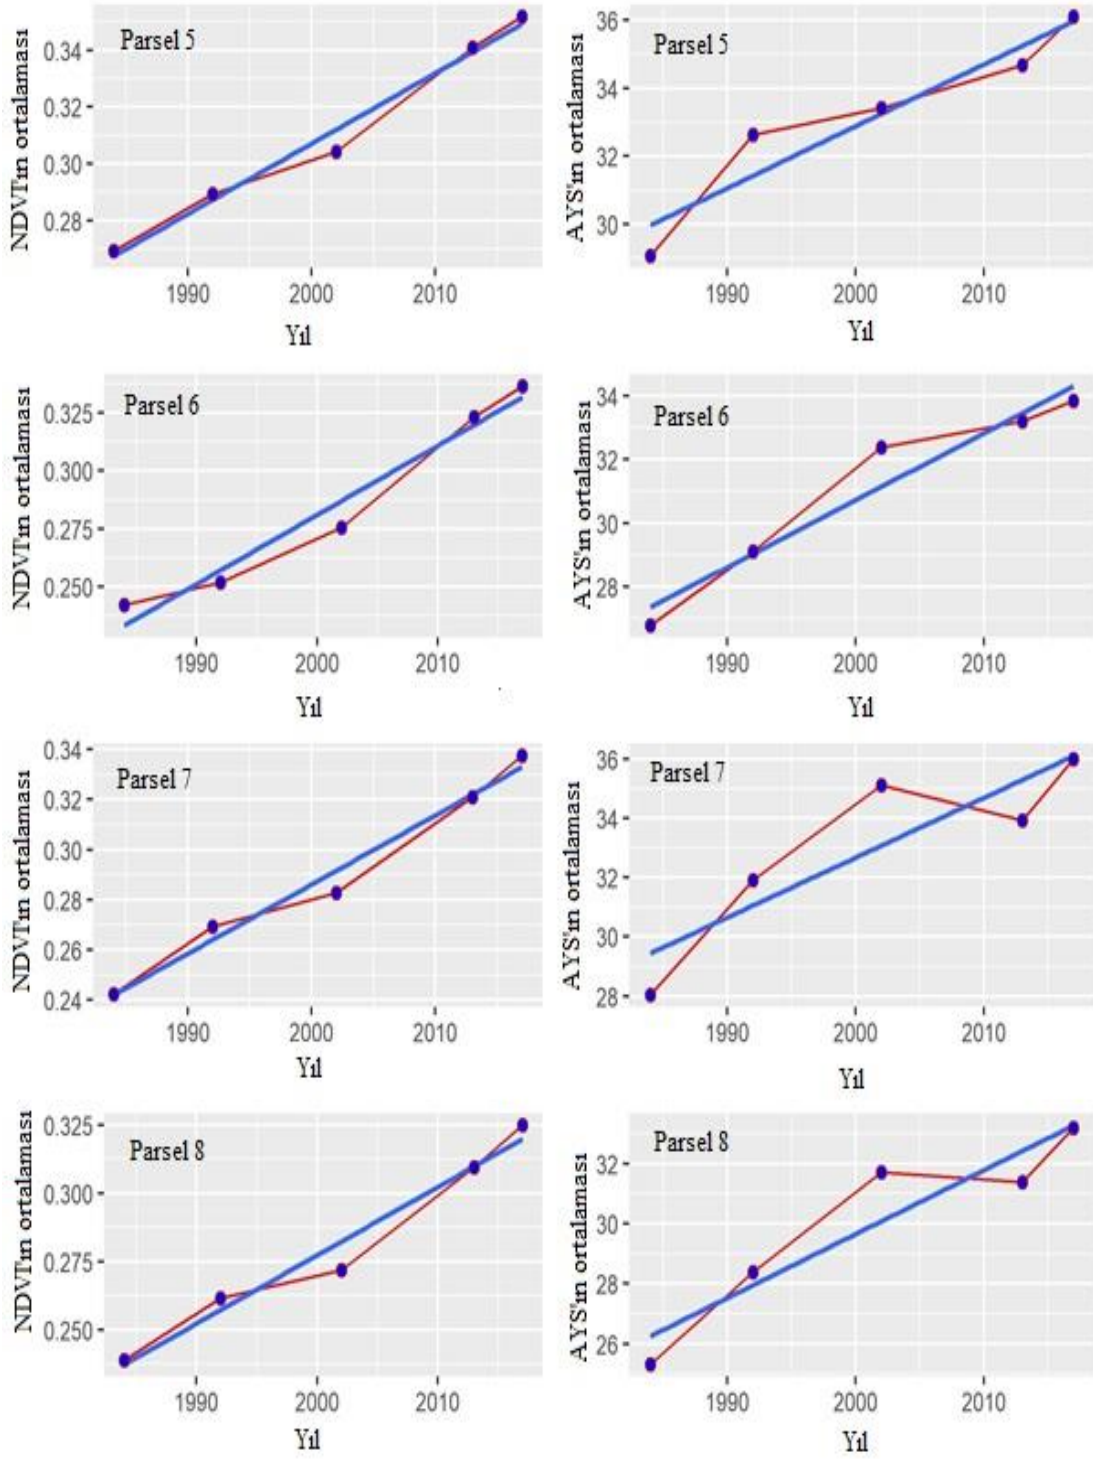 NDVI'ın ortalaması
Parsel 5
0.34
0.32
0.30
0.28
1990 2000 2010
Yıl
AYS'ın ortalaması
Parsel 5
36
34
32
30
1990 2000 2010
Yıl
NDVI'ın ortalaması
Parsel 6
0.325
0.300
0.275
0.250
1990 2000 2010
Yıl
AYS'ın ortalaması
Parsel 6
34
32
30
28
1990 2000 2010
Yıl
NDVI'ın ortalaması
Parsel 7
0.34
0.32
0.30
0.28
0.26
0.24
1990 2000 2010
Yıl
AYS'ın ortalaması
Parsel 7
36
34
32
30
28
1990 2000 2010
Yıl
NDVI'ın ortalaması
Parsel 8
0.325
0.300
0.275
0.250
1990 2000 2010
Yıl
AYS'ın ortalaması
Parsel 8
32
30
28
26
1990 2000 2010
Yıl